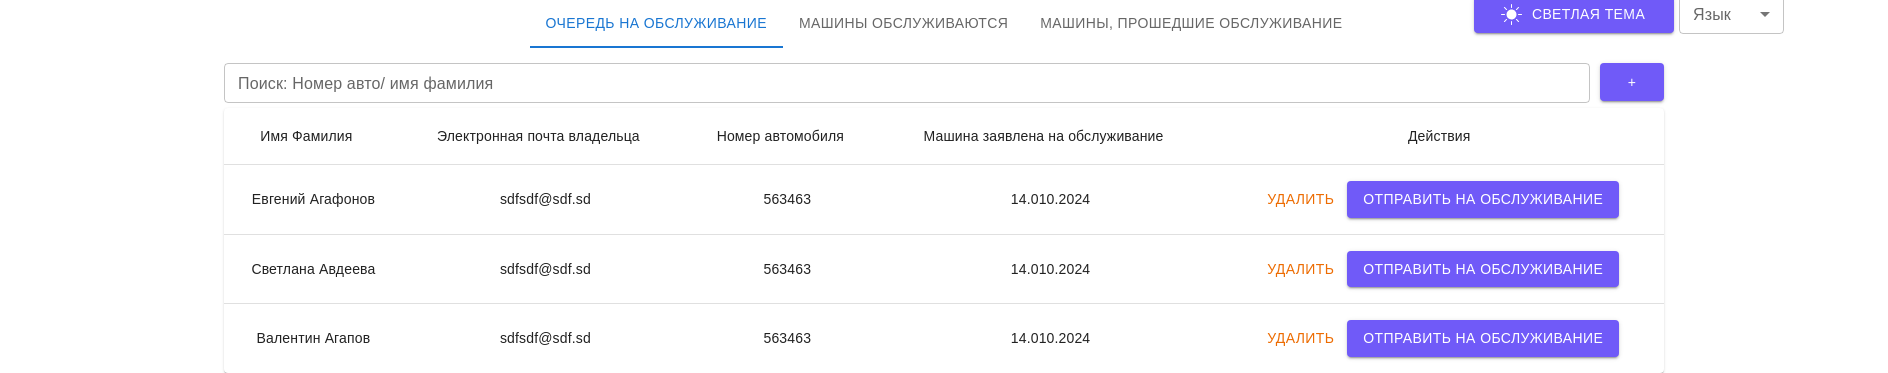 ОЧЕРЕДЬ НА ОБСЛУЖИВАНИЕ МАШИНЫ ОБСЛУЖИВАЮТСЯ МАШИНЫ, ПРОШЕДШИЕ ОБСЛУЖИВАНИЕ СВЕТЛАЯ ТЕМА Язык
Поиск: Номер авто/ имя фамилия +
Имя Фамилия Электронная почта владельца Номер автомобиля Машина заявлена на обслуживание Действия
Евгений Агафонов sdfsdf@sdf.sd 563463 14.010.2024 УДАЛИТЬ ОТПРАВИТЬ НА ОБСЛУЖИВАНИЕ
Светлана Авдеева sdfsdf@sdf.sd 563463 14.010.2024 УДАЛИТЬ ОТПРАВИТЬ НА ОБСЛУЖИВАНИЕ
Валентин Агапов sdfsdf@sdf.sd 563463 14.010.2024 УДАЛИТЬ ОТПРАВИТЬ НА ОБСЛУЖИВАНИЕ